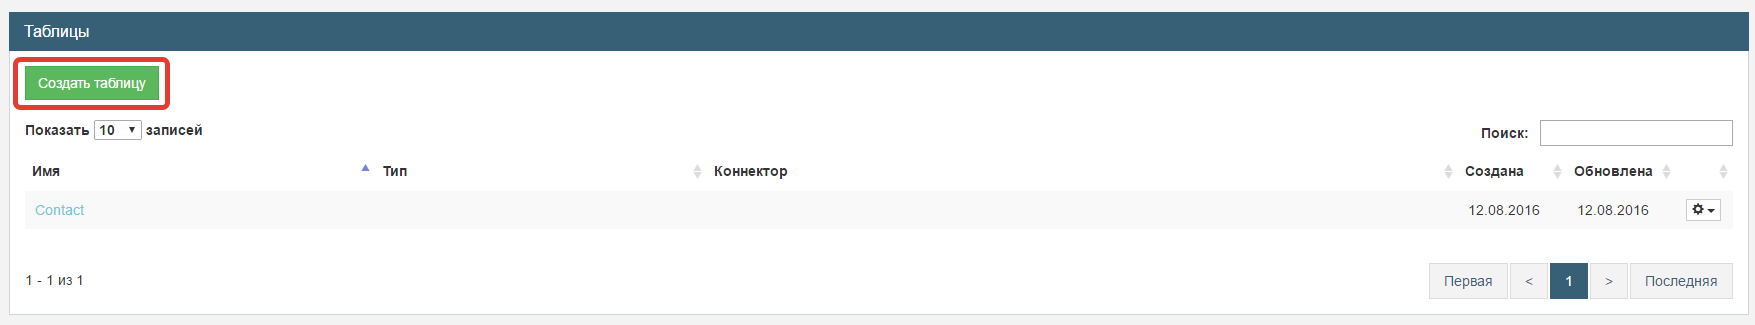 Таблицы
Создать таблицу
Показать 10 записей
Поиск:
Имя Тип Коннектор Создана Обновлена
Contact 12.08.2016 12.08.2016
1 - 1 из 1
Первая < 1 > Последняя